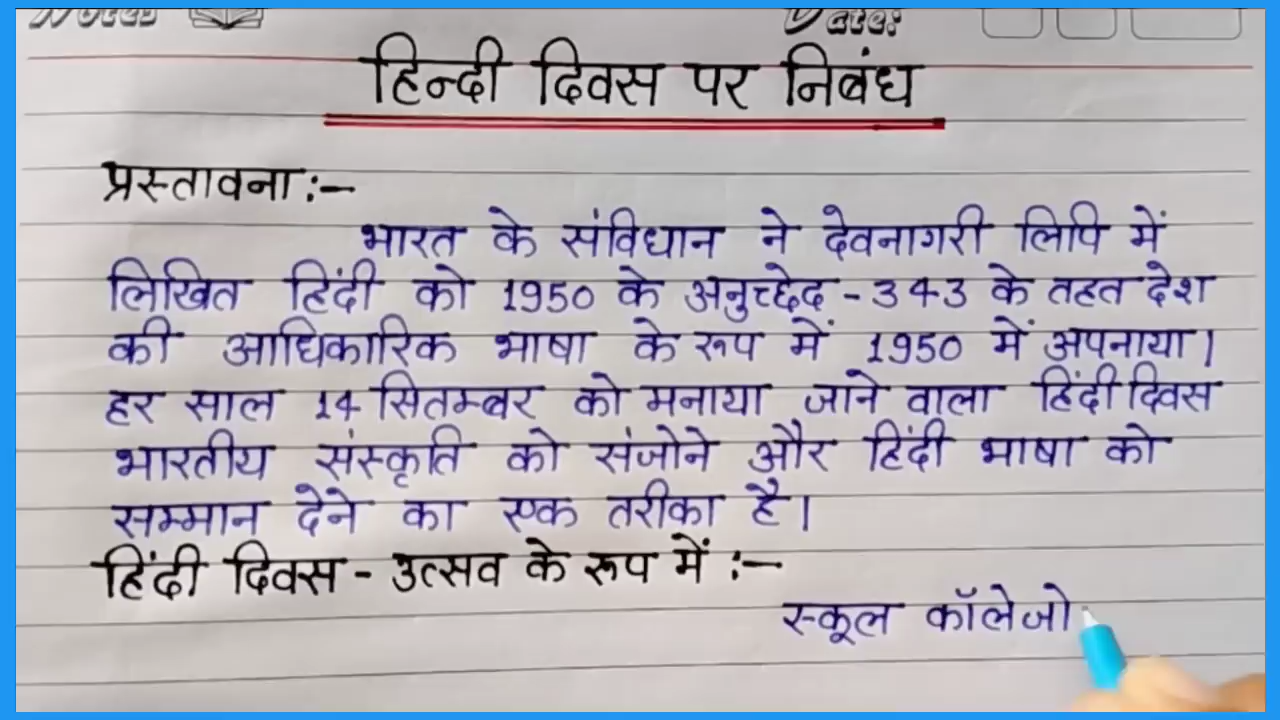 Notes
Date:
हिन्दी दिवस पर निबंध
प्रस्तावना :-
भारत के संविधान ने देवनागरी लिपि में
लिखित हिंदी को 1950 के अनुच्छेद - 343 के तहत देश
की आधिकारिक भाषा के रूप में 1950 में अपनाया।
हर साल 14 सितम्बर को मनाया जाने वाला हिंदी दिवस
भारतीय संस्कृति को संजोने और हिंदी भाषा को
सम्मान देने का एक तरीका है।
हिंदी दिवस - उत्सव के रूप में :-
स्कूल कॉलेजो